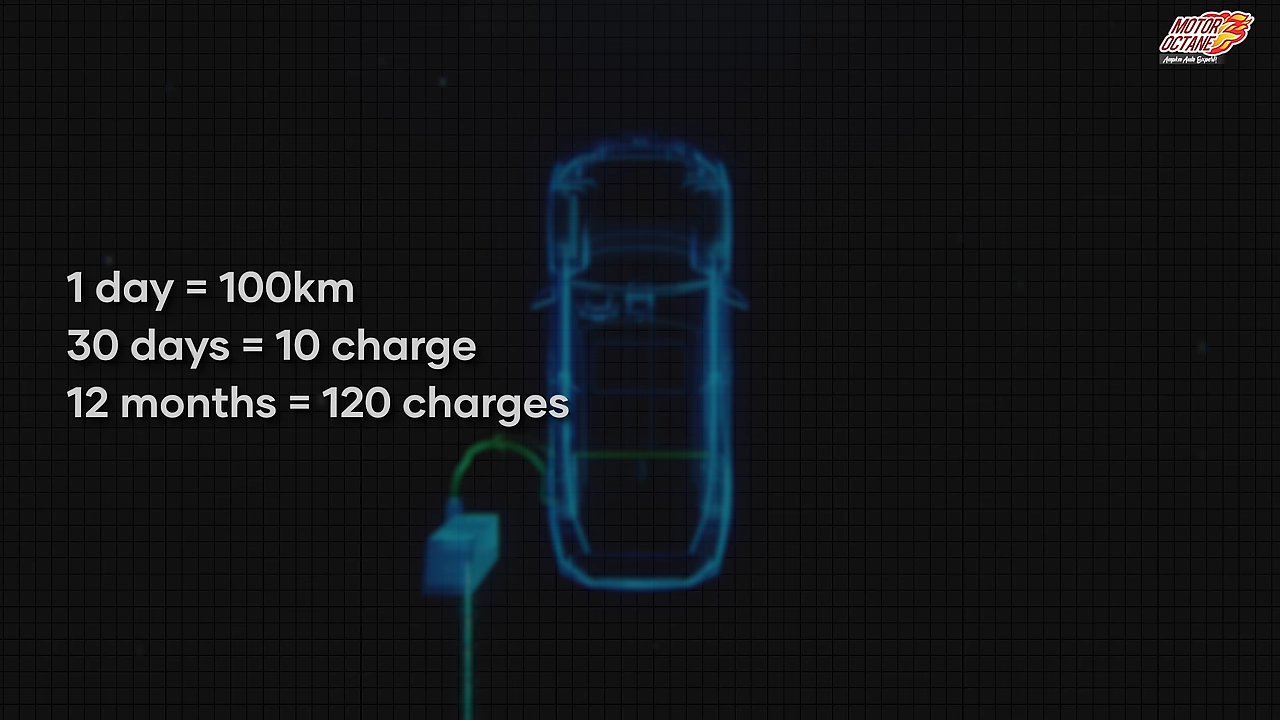 MOTOR
OCTANE
1 day = 100km
30 days = 10 charge
12 months = 120 charges